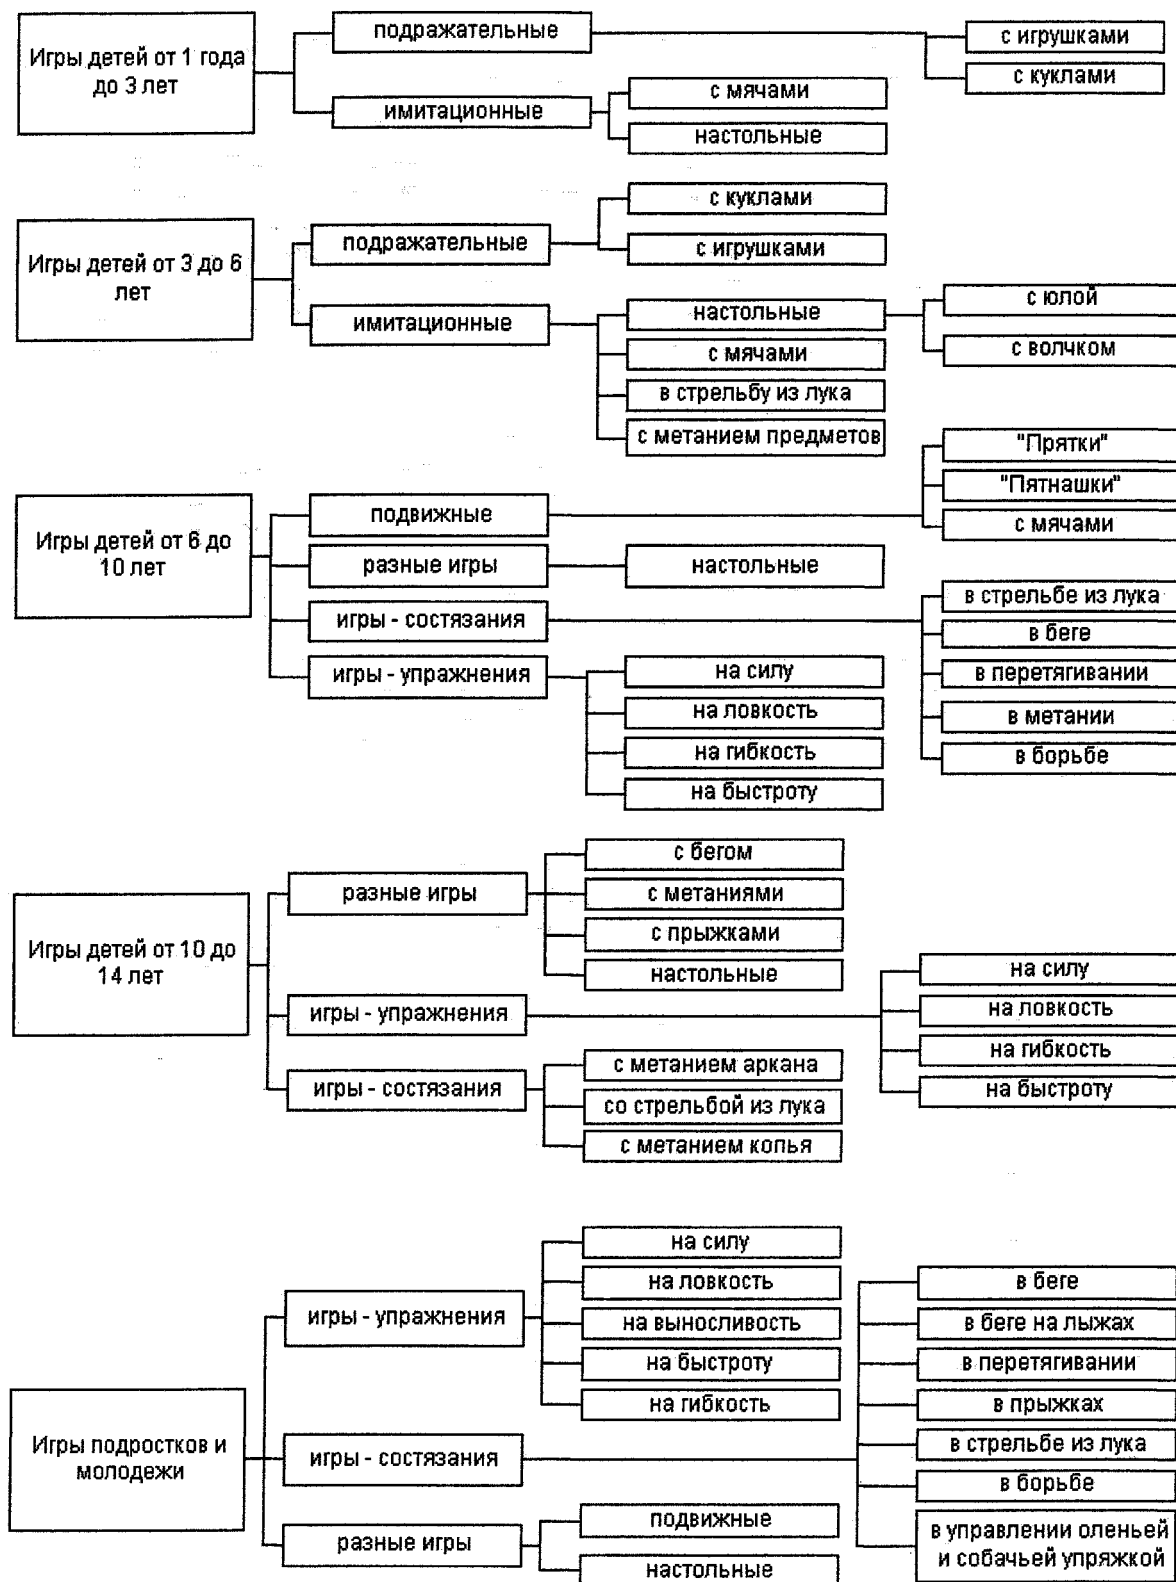 Игры детей от 1 года
до 3 лет
подражательные
с игрушками
с куклами
имитационные
с мячами
настольные
Игры детей от 3 до 6
лет
подражательные
с куклами
с игрушками
имитационные
настольные
с юлой
с волчком
с мячами
в стрельбу из лука
с метанием предметов
Игры детей от 6 до
10 лет
подвижные
"Прятки"
"Пятнашки"
с мячами
разные игры
настольные
игры - состязания
в стрельбе из лука
в беге
в перетягивании
в метании
в борьбе
игры - упражнения
на силу
на ловкость
на гибкость
на быстроту
Игры детей от 10 до
14 лет
разные игры
с бегом
с метаниями
с прыжками
настольные
игры - упражнения
на силу
на ловкость
на гибкость
на быстроту
игры - состязания
с метанием аркана
со стрельбой из лука
с метанием копья
Игры подростков и
молодежи
игры - упражнения
на силу
на ловкость
на выносливость
на быстроту
на гибкость
игры - состязания
в беге
в беге на лыжах
в перетягивании
в прыжках
в стрельбе из лука
в борьбе
в управлении оленьей
и собачьей упряжкой
разные игры
подвижные
настольные